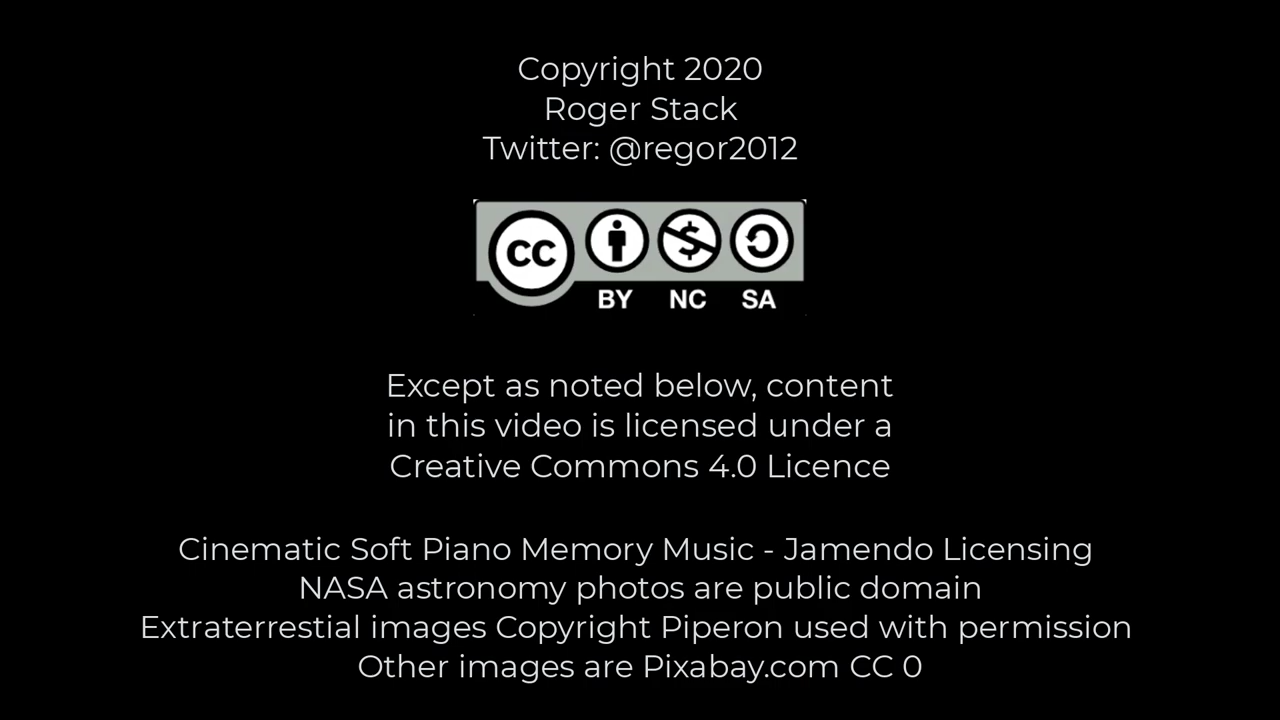 Copyright 2020
Roger Stack
Twitter: @regor2012
CC
BY NC SA
Except as noted below, content
in this video is licensed under a
Creative Commons 4.0 Licence
Cinematic Soft Piano Memory Music - Jamendo Licensing
NASA astronomy photos are public domain
Extraterrestial images Copyright Piperon used with permission
Other images are Pixabay.com CC 0